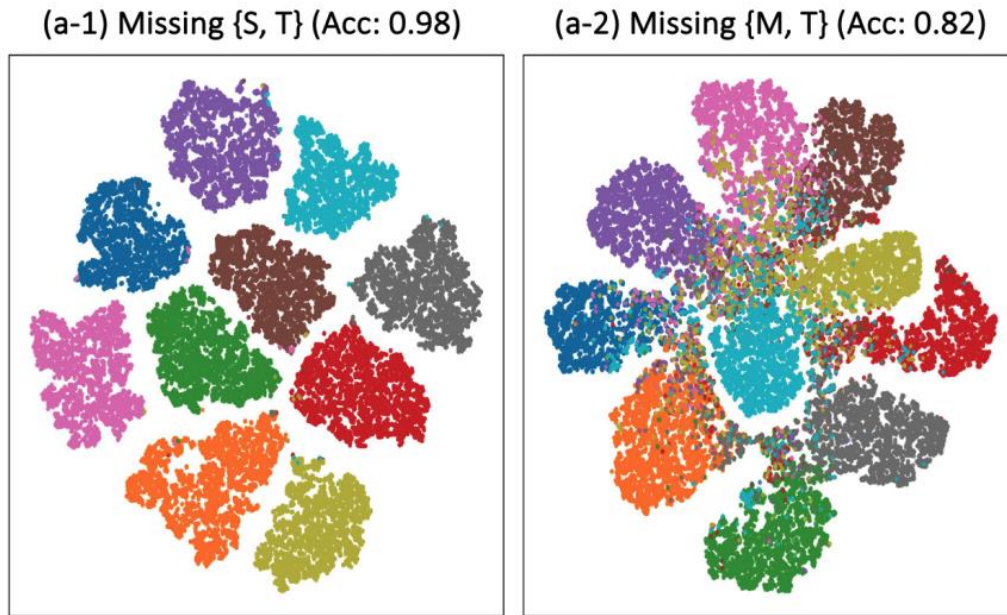 (a-1) Missing {S, T} (Acc: 0.98)
(a-2) Missing {M, T} (Acc: 0.82)